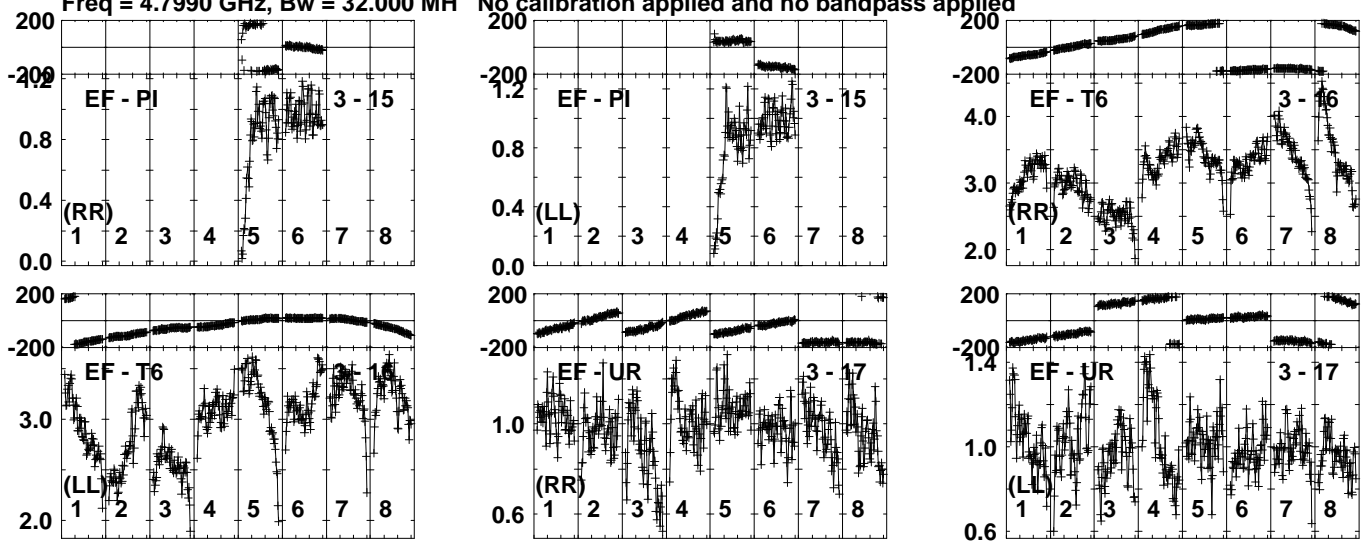 Freq = 4.7990 GHz, Bw = 32.000 MH No calibration applied and no bandpass applied
200
-200
1.2
0.8
0.4
0.0
EF - PI 3 - 15
(RR)
1 2 3 4 5 6 7 8
200
-200
1.2
0.8
0.4
0.0
EF - PI 3 - 15
(LL)
1 2 3 4 5 6 7 8
200
-200
4.0
3.0
2.0
EF - T6 3 - 16
(RR)
1 2 3 4 5 6 7 8
200
-200
3.0
2.0
EF - T6 3 - 16
(LL)
1 2 3 4 5 6 7 8
200
-200
1.0
0.6
EF - UR 3 - 17
(RR)
1 2 3 4 5 6 7 8
200
-200
1.4
1.0
0.6
EF - UR 3 - 17
(LL)
1 2 3 4 5 6 7 8